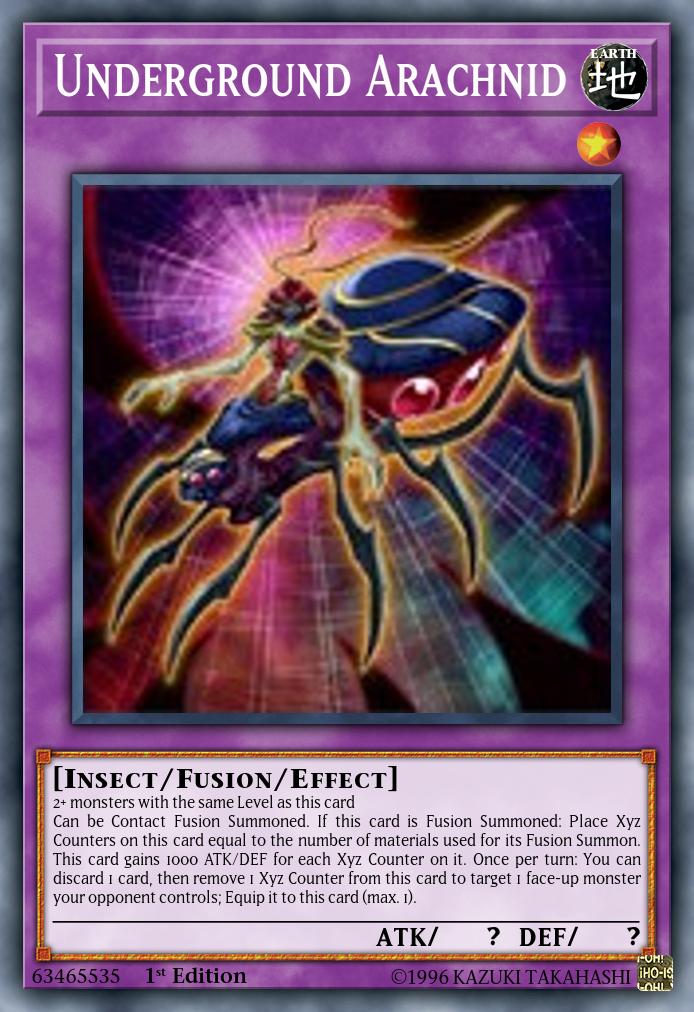 Underground Arachnid
EARTH
地
[Insect/Fusion/Effect]
2+ monsters with the same Level as this card
Can be Contact Fusion Summoned. If this card is Fusion Summoned: Place Xyz
Counters on this card equal to the number of materials used for its Fusion Summon.
This card gains 1000 ATK/DEF for each Xyz Counter on it. Once per turn: You can
discard 1 card, then remove 1 Xyz Counter from this card to target 1 face-up monster
your opponent controls; Equip it to this card (max. 1).
ATK/ ? DEF/ ?
63465535 1st Edition ©1996 KAZUKI TAKAHASHI